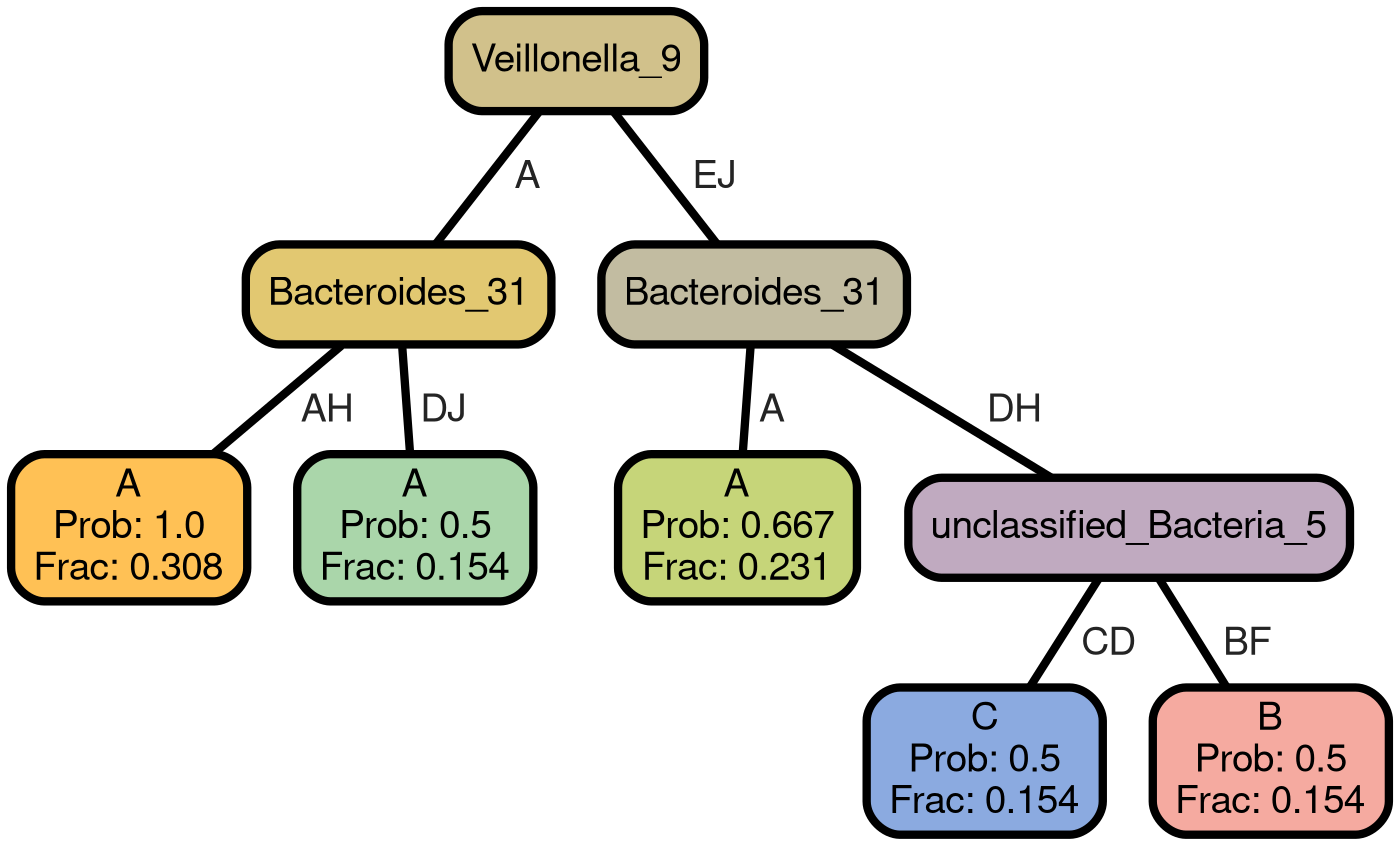 Veillonella_9
A
EJ
Bacteroides_31
Bacteroides_31
AH
DJ
A
DH
A
Prob: 1.0
Frac: 0.308
A
Prob: 0.5
Frac: 0.154
A
Prob: 0.667
Frac: 0.231
unclassified_Bacteria_5
CD
BF
C
Prob: 0.5
Frac: 0.154
B
Prob: 0.5
Frac: 0.154